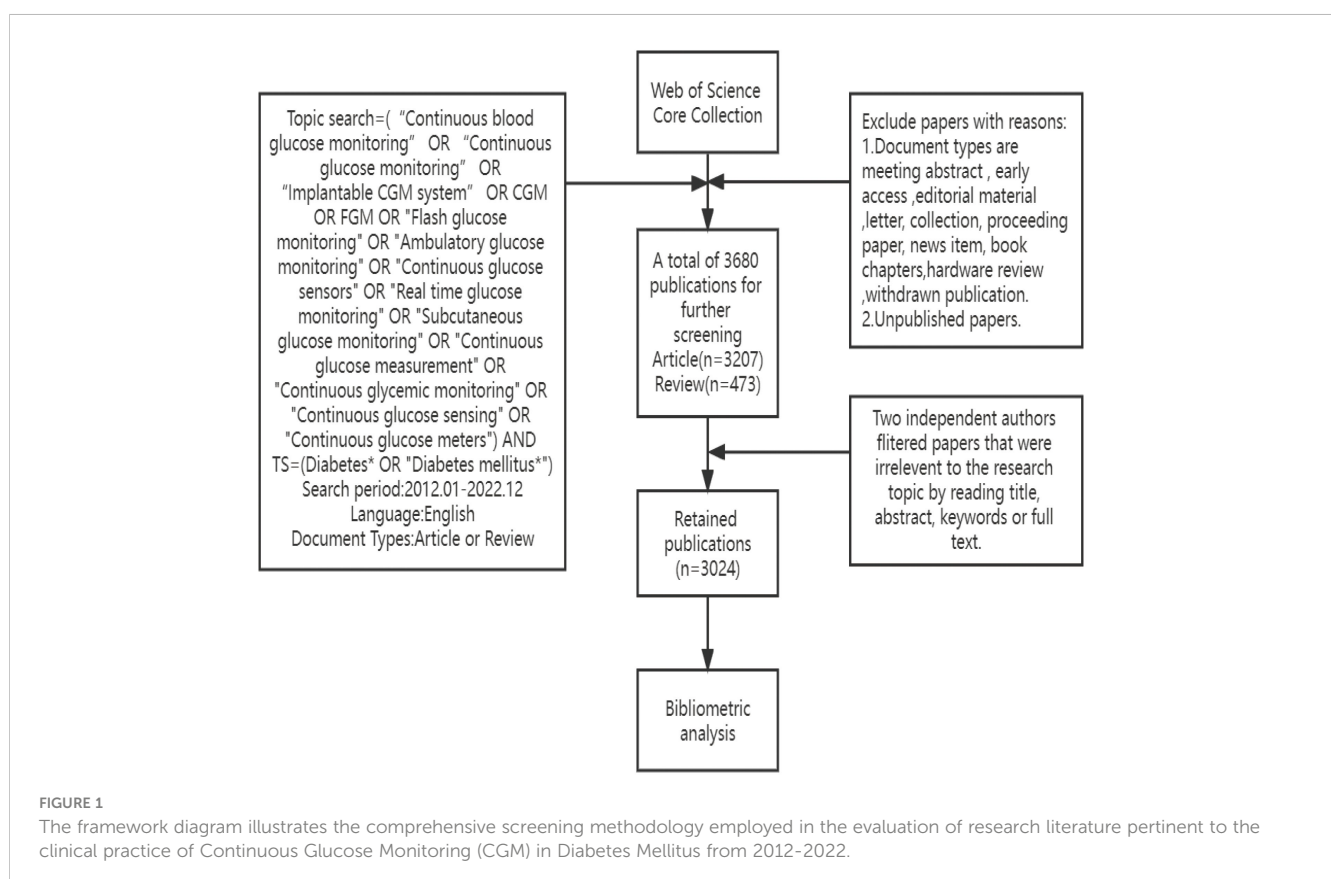 Web of Science
Core Collection
Topic search=( “Continuous blood
glucose monitoring” OR “Continuous
glucose monitoring” OR
“Implantable CGM system” OR CGM
OR FGM OR "Flash glucose
monitoring" OR "Ambulatory glucose
monitoring" OR "Continuous glucose
sensors" OR "Real time glucose
monitoring" OR "Subcutaneous
glucose monitoring" OR "Continuous
glucose measurement" OR
"Continuous glycemic monitoring" OR
"Continuous glucose sensing" OR
"Continuous glucose meters") AND
TS=(Diabetes* OR "Diabetes mellitus*")
Search period:2012.01-2022.12
Language:English
Document Types:Article or Review
Exclude papers with reasons:
1.Document types are
meeting abstract , early
access ,editorial material
,letter, collection, proceeding
paper, news item, book
chapters,hardware review
,withdrawn publication.
2.Unpublished papers.
A total of 3680
publications for
further
screening
Article(n=3207)
Review(n=473)
Two independent authors
flitered papers that were
irrelevent to the research
topic by reading title,
abstract, keywords or full
text.
Retained
publications
(n=3024)
Bibliometric
analysis
FIGURE 1
The framework diagram illustrates the comprehensive screening methodology employed in the evaluation of research literature pertinent to the
clinical practice of Continuous Glucose Monitoring (CGM) in Diabetes Mellitus from 2012-2022.